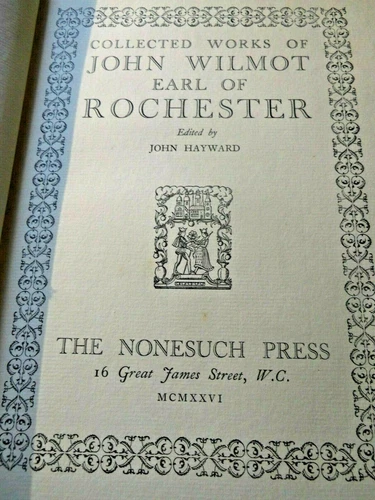 COLLECTED WORKS OF
JOHN WILMOT
EARL OF
ROCHESTER
Edited by
JOHN HAYWARD
THE NONESUCH PRESS
16 Great James Street, W.C.
MCMXXVI